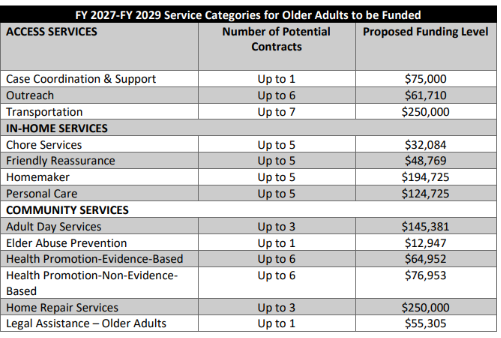 FY 2027-FY 2029 Service Categories for Older Adults to be Funded
ACCESS SERVICES Number of Potential Contracts Proposed Funding Level
Case Coordination & Support Up to 1 $75,000
Outreach Up to 6 $61,710
Transportation Up to 7 $250,000
IN-HOME SERVICES
Chore Services Up to 5 $32,084
Friendly Reassurance Up to 5 $48,769
Homemaker Up to 5 $194,725
Personal Care Up to 5 $124,725
COMMUNITY SERVICES
Adult Day Services Up to 3 $145,381
Elder Abuse Prevention Up to 1 $12,947
Health Promotion-Evidence-Based Up to 6 $64,952
Health Promotion-Non-Evidence- Up to 6 $76,953
Based
Home Repair Services Up to 3 $250,000
Legal Assistance – Older Adults Up to 1 $55,305